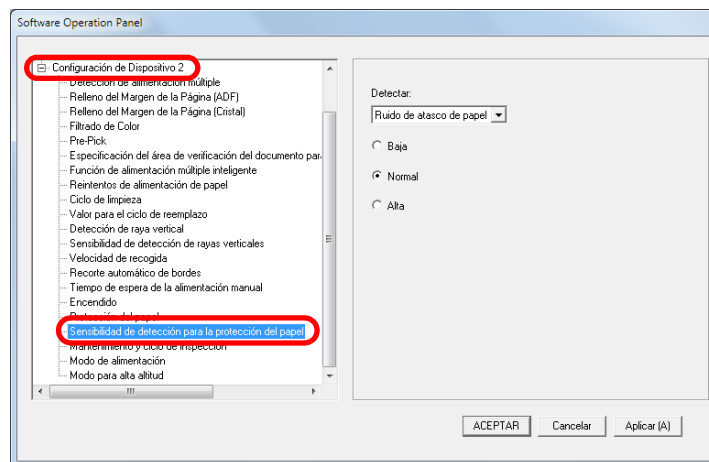 Software Operation Panel
Configuración de Dispositivo 2
Detección de alimentación múltiple
Relleno del Margen de la Página (ADF)
Relleno del Margen de la Página (Cristal)
Filtrado de Color
Pre-Pick
Especificación del área de verificación del documento par
Función de alimentación múltiple inteligente
Reintentos de alimentación de papel
Ciclo de limpieza
Valor para el ciclo de reemplazo
Detección de raya vertical
Sensibilidad de detección de rayas verticales
Velocidad de recogida
Recorte automático de bordes
Tiempo de espera de la alimentación manual
Encendido
Protección del papel
Sensibilidad de detección para la protección del papel
Mantenimiento y ciclo de inspección
Modo de alimentación
Modo para alta altitud
Detectar:
Ruido de atasco de papel
Baja
Normal
Alta
ACEPTAR
Cancelar
Aplicar (A)